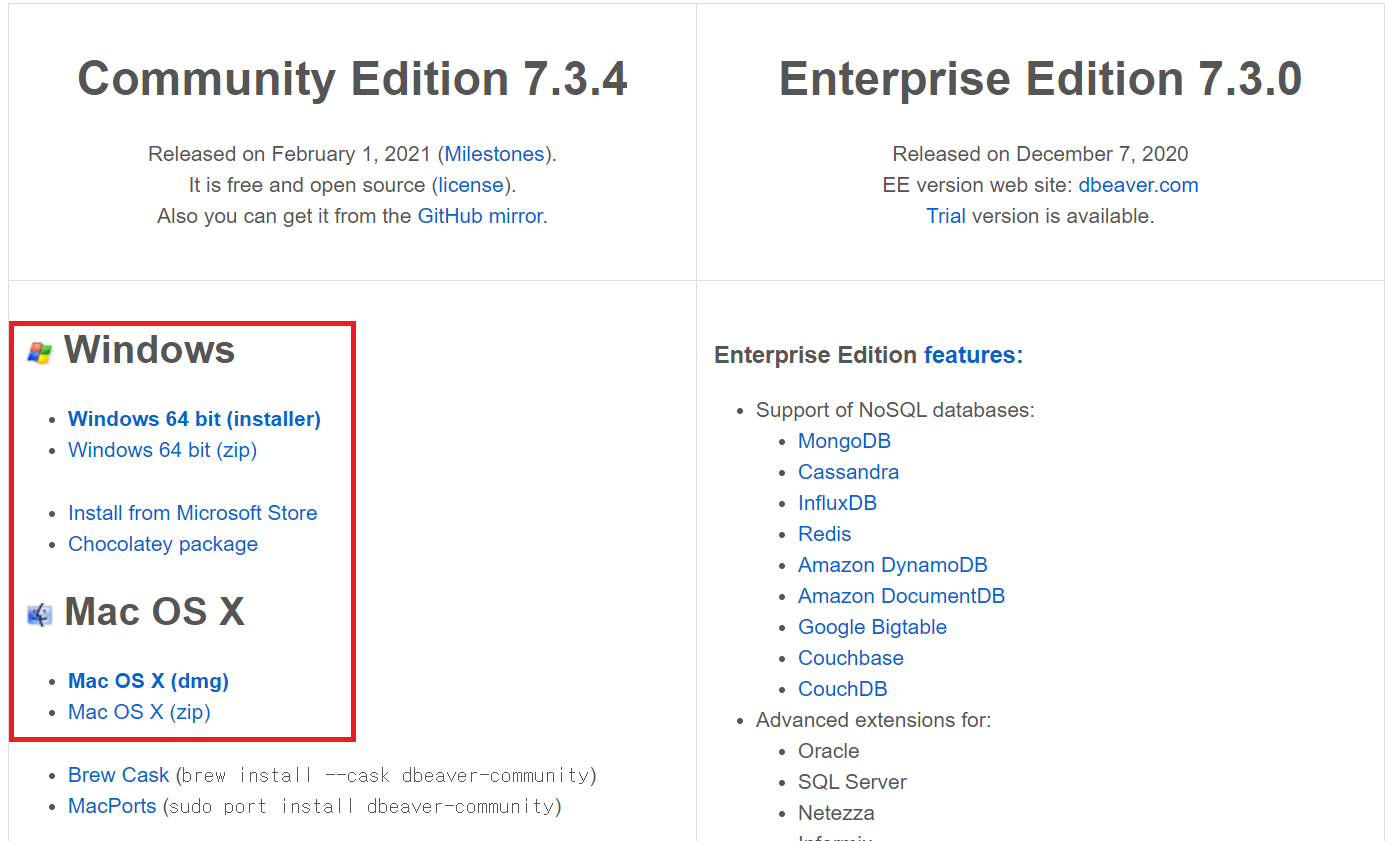 Community Edition 7.3.4
Released on February 1, 2021 (Milestones).
It is free and open source (license).
Also you can get it from the GitHub mirror.
Enterprise Edition 7.3.0
Released on December 7, 2020
EE version web site: dbeaver.com
Trial version is available.
Windows
Windows 64 bit (installer)
Windows 64 bit (zip)
Install from Microsoft Store
Chocolatey package
Mac OS X
Mac OS X (dmg)
Mac OS X (zip)
Brew Cask (brew install --cask dbeaver-community)
MacPorts (sudo port install dbeaver-community)
Enterprise Edition features:
Support of NoSQL databases:
MongoDB
Cassandra
InfluxDB
Redis
Amazon DynamoDB
Amazon DocumentDB
Google Bigtable
Couchbase
CouchDB
Advanced extensions for:
Oracle
SQL Server
Netezza